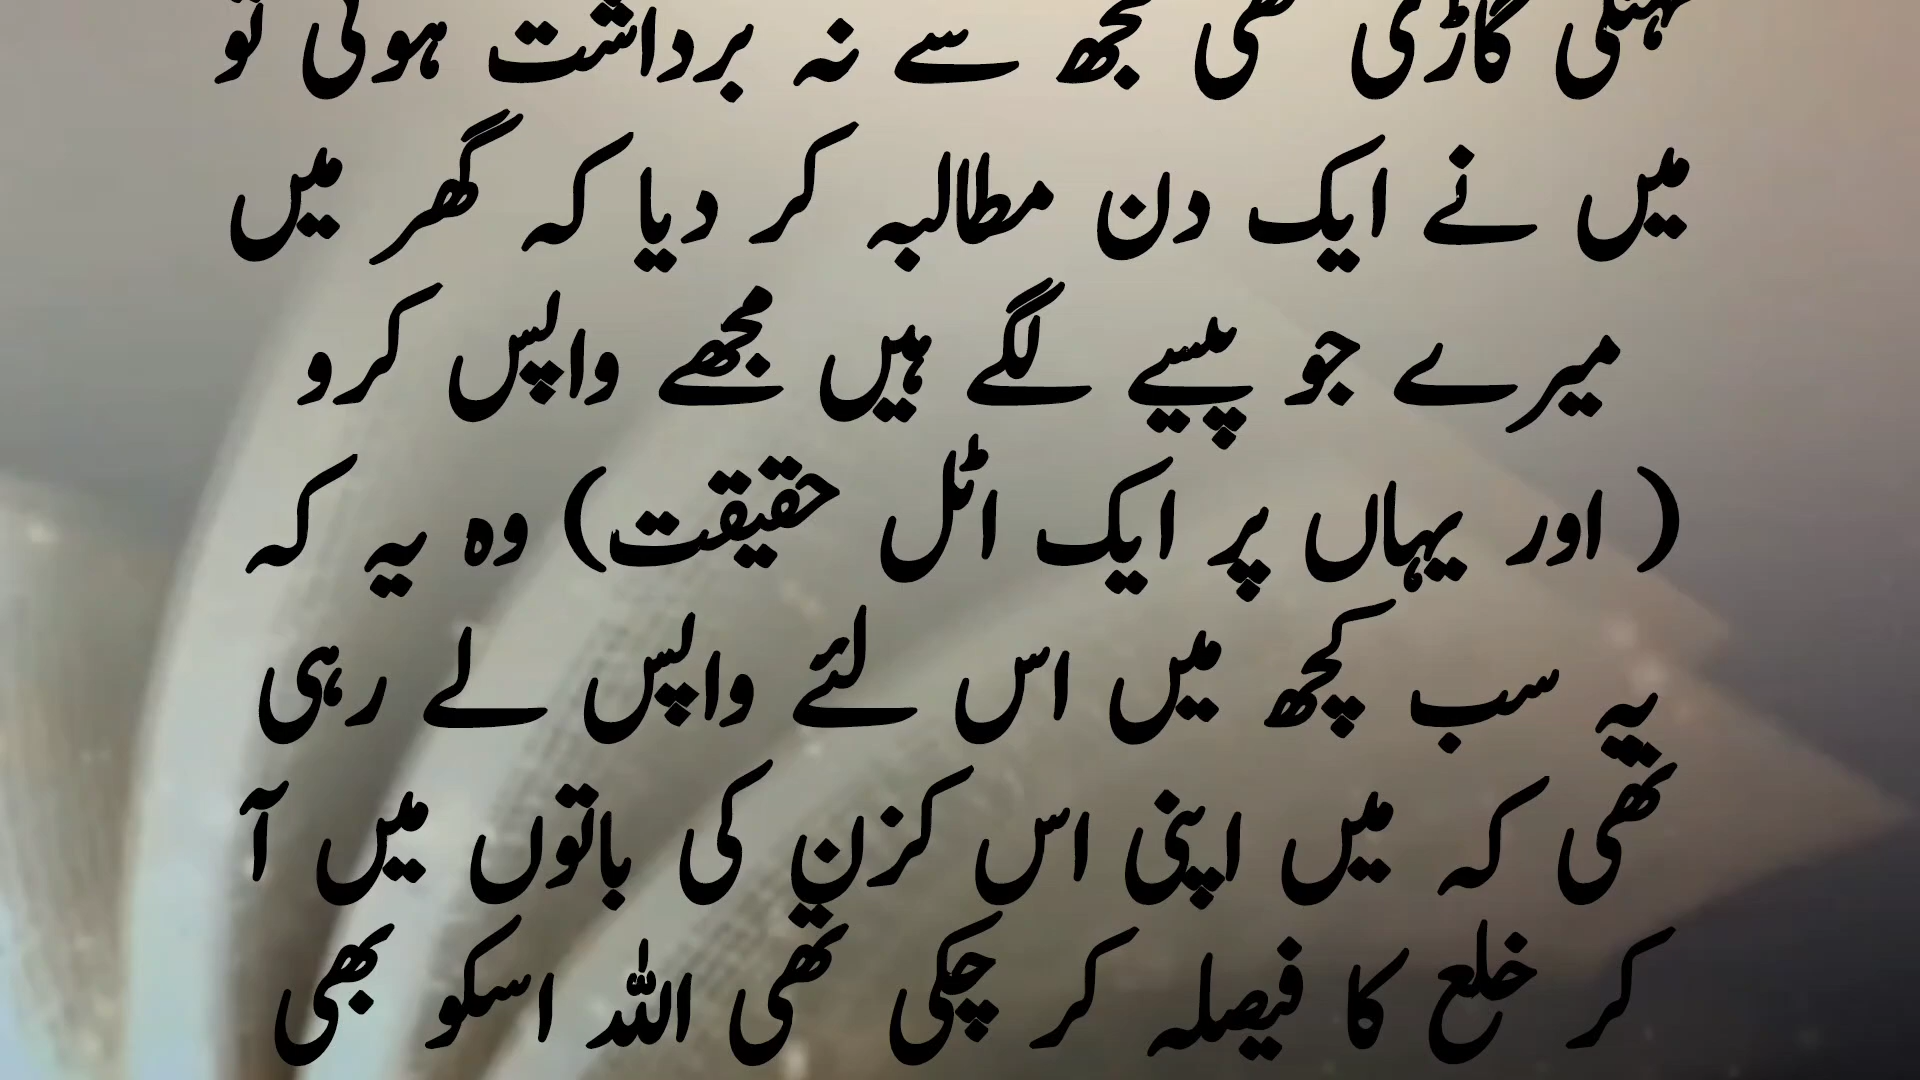 مہنگی گاڑی تھی مجھ سے نہ برداشت ہوئی تو
میں نے ایک دن مطالبہ کر دیا کہ گھر میں
میرے جو پیسے لگے ہیں مجھے واپس کرو
( اور یہاں پر ایک اٹل حقیقت) وہ یہ کہ
یہ سب کچھ میں اس لئے واپس لے رہی
تھی کہ میں اپنی اس کزن کی باتوں میں آ
کر خلع کا فیصلہ کر چکی تھی اللہ اسکو بھی